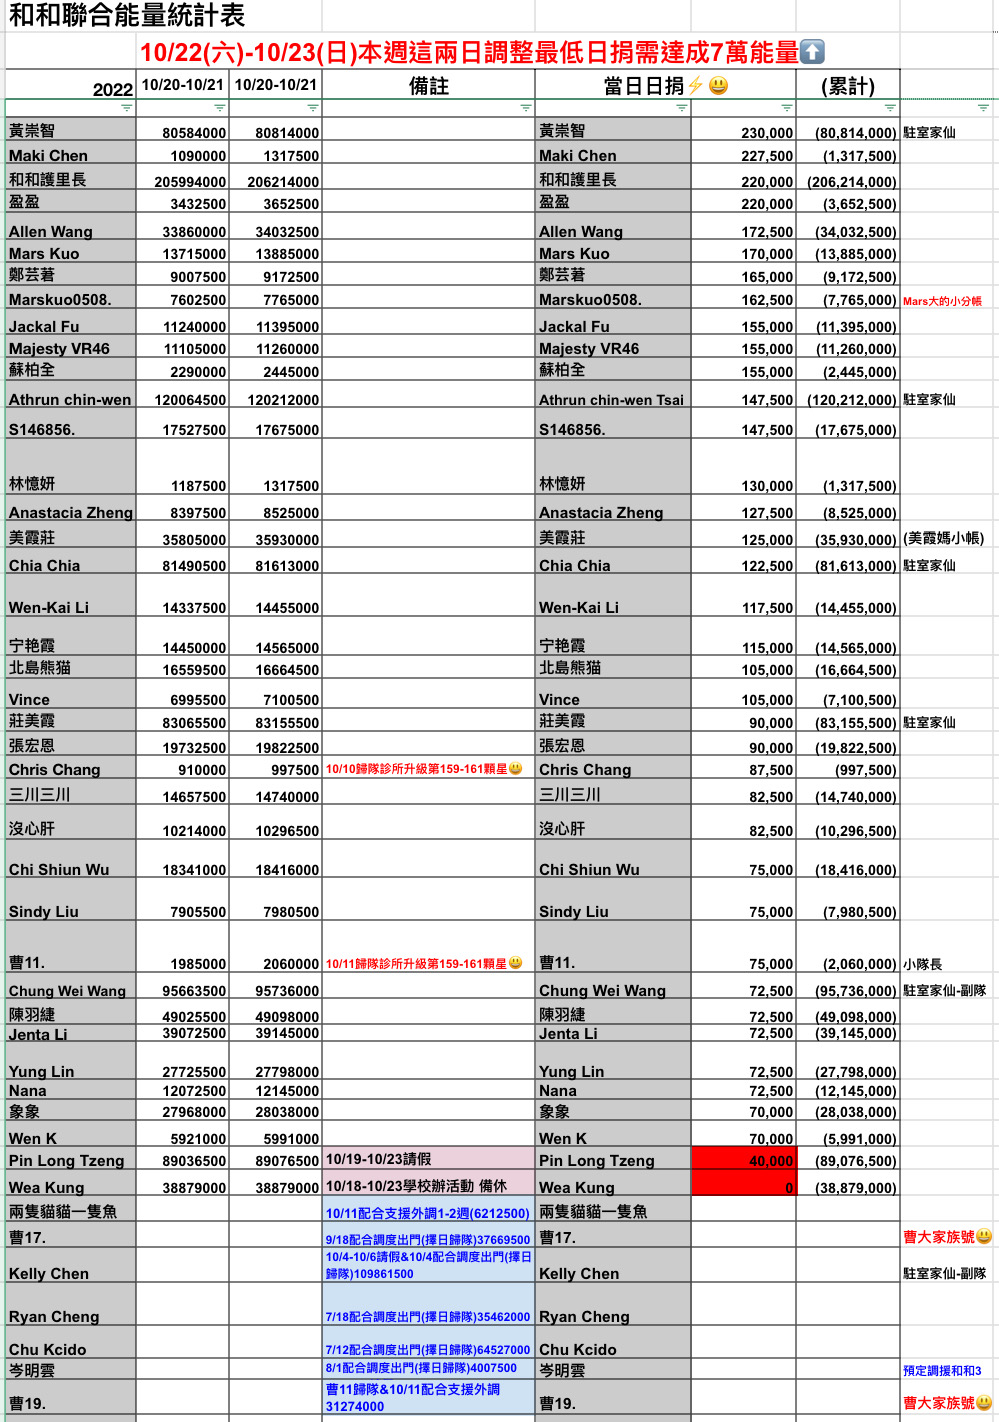 和和聯合能量統計表
10/22(六)-10/23(日)本週這兩日調整最低日捐需達成7萬能量⬆️
2022 10/20-10/21 10/20-10/21 備註 當日日捐⚡😃 (累計)
黃崇智 80584000 80814000 黃崇智 230,000 (80,814,000) 駐室家仙
Maki Chen 1090000 1317500 Maki Chen 227,500 (1,317,500)
和和護里長 205994000 206214000 和和護里長 220,000 (206,214,000)
盈盈 3432500 3652500 盈盈 220,000 (3,652,500)
Allen Wang 33860000 34032500 Allen Wang 172,500 (34,032,500)
Mars Kuo 13715000 13885000 Mars Kuo 170,000 (13,885,000)
鄭芸莙 9007500 9172500 鄭芸莙 165,000 (9,172,500)
Marskuo0508. 7602500 7765000 Marskuo0508. 162,500 (7,765,000) Mars大的小分帳
Jackal Fu 11240000 11395000 Jackal Fu 155,000 (11,395,000)
Majesty VR46 11105000 11260000 Majesty VR46 155,000 (11,260,000)
蘇柏全 2290000 2445000 蘇柏全 155,000 (2,445,000)
Athrun chin-wen 120064500 120212000 Athrun chin-wen Tsai 147,500 (120,212,000) 駐室家仙
S146856. 17527500 17675000 S146856. 147,500 (17,675,000)
林憶妍 1187500 1317500 林憶妍 130,000 (1,317,500)
Anastacia Zheng 8397500 8525000 Anastacia Zheng 127,500 (8,525,000)
美霞莊 35805000 35930000 美霞莊 125,000 (35,930,000) (美霞媽小帳)
Chia Chia 81490500 81613000 Chia Chia 122,500 (81,613,000) 駐室家仙
Wen-Kai Li 14337500 14455000 Wen-Kai Li 117,500 (14,455,000)
宁艳霞 14450000 14565000 宁艳霞 115,000 (14,565,000)
北島熊猫 16559500 16664500 北島熊猫 105,000 (16,664,500)
Vince 6995500 7100500 Vince 105,000 (7,100,500)
莊美霞 83065500 83155500 莊美霞 90,000 (83,155,500) 駐室家仙
張宏恩 19732500 19822500 張宏恩 90,000 (19,822,500)
Chris Chang 910000 997500 10/10歸隊診所升級第159-161顆星😃 Chris Chang 87,500 (997,500)
三川三川 14657500 14740000 三川三川 82,500 (14,740,000)
沒心肝 10214000 10296500 沒心肝 82,500 (10,296,500)
Chi Shiun Wu 18341000 18416000 Chi Shiun Wu 75,000 (18,416,000)
Sindy Liu 7905500 7980500 Sindy Liu 75,000 (7,980,500)
曹11. 1985000 2060000 10/11歸隊診所升級第159-161顆星😃 曹11. 75,000 (2,060,000) 小隊長
Chung Wei Wang 95663500 95736000 Chung Wei Wang 72,500 (95,736,000) 駐室家仙-副隊
陳羽緁 49025500 49098000 陳羽緁 72,500 (49,098,000)
Jenta Li 39072500 39145000 Jenta Li 72,500 (39,145,000)
Yung Lin 27725500 27798000 Yung Lin 72,500 (27,798,000)
Nana 12072500 12145000 Nana 72,500 (12,145,000)
象象 27968000 28038000 象象 70,000 (28,038,000)
Wen K 5921000 5991000 Wen K 70,000 (5,991,000)
Pin Long Tzeng 89036500 89076500 10/19-10/23請假 Pin Long Tzeng 40,000 (89,076,500)
Wea Kung 38879000 38879000 10/18-10/23學校辦活動 備休 Wea Kung 0 (38,879,000)
兩隻貓貓一隻魚 10/11配合支援外調1-2週(6212500) 兩隻貓貓一隻魚
曹17. 9/18配合調度出門(擇日歸隊)37669500 曹17. 曹大家族號😃
Kelly Chen 10/4-10/6請假&10/4配合調度出門(擇日
歸隊)109861500 Kelly Chen 駐室家仙-副隊
Ryan Cheng 7/18配合調度出門(擇日歸隊)35462000 Ryan Cheng
Chu Kcido 7/12配合調度出門(擇日歸隊)64527000 Chu Kcido
岑明雲 8/1配合調度出門(擇日歸隊)4007500 岑明雲 預定調援和和3
曹19. 曹11歸隊&10/11配合支援外調
31274000 曹19. 曹大家族號😃